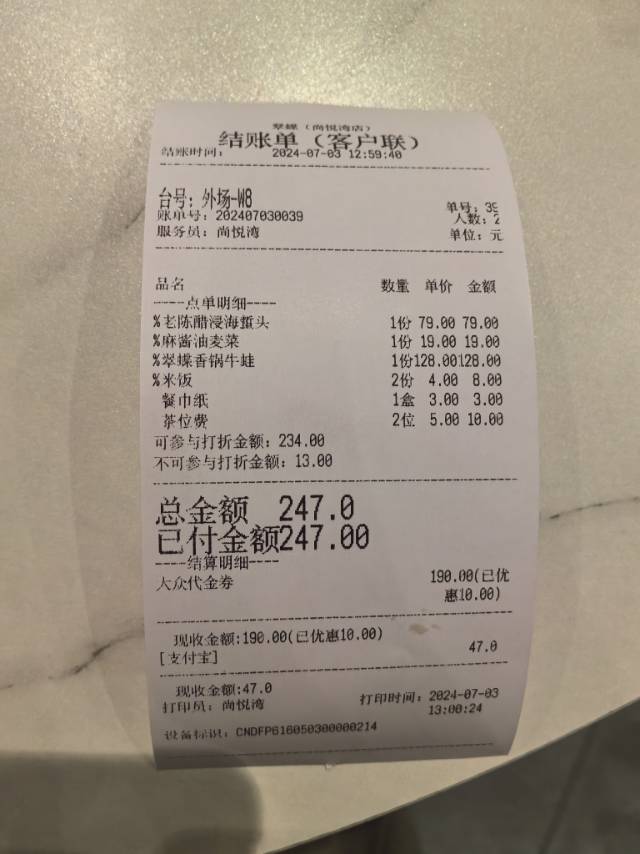 翠蝶（尚悦湾店）
结账单（客户联）
结账时间： 2024-07-03 12:59:40
台号：外场-W8
单号：39
账单号：202407030039
人数：2
服务员：尚悦湾
单位：元
品名 数量 单价 金额
----点单明细----
%老陈醋浸海蜇头 1份 79.00 79.00
%麻酱油麦菜 1份 19.00 19.00
%翠蝶香锅牛蛙 1份128.00128.00
%米饭 2份 4.00 8.00
餐巾纸 1盒 3.00 3.00
茶位费 2位 5.00 10.00
可参与打折金额：234.00
不可参与打折金额：13.00
总金额 247.0
已付金额247.00
----结算明细----
大众代金券 190.00(已优
惠10.00)
现收金额:190.00(已优惠10.00)
[支付宝] 47.0
现收金额:47.0
打印员：尚悦湾 打印时间：2024-07-03
13:00:24
设备标识：CNDFP616050300000214